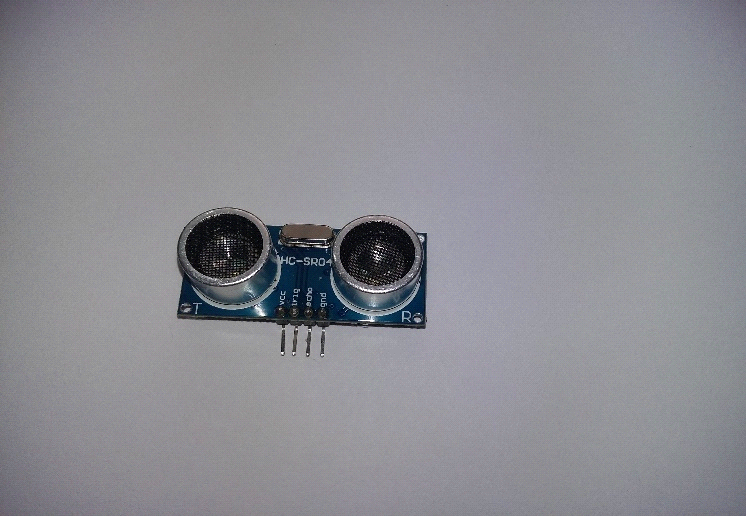 HC-SR04
vcc
trig
echo
gnd
T
R